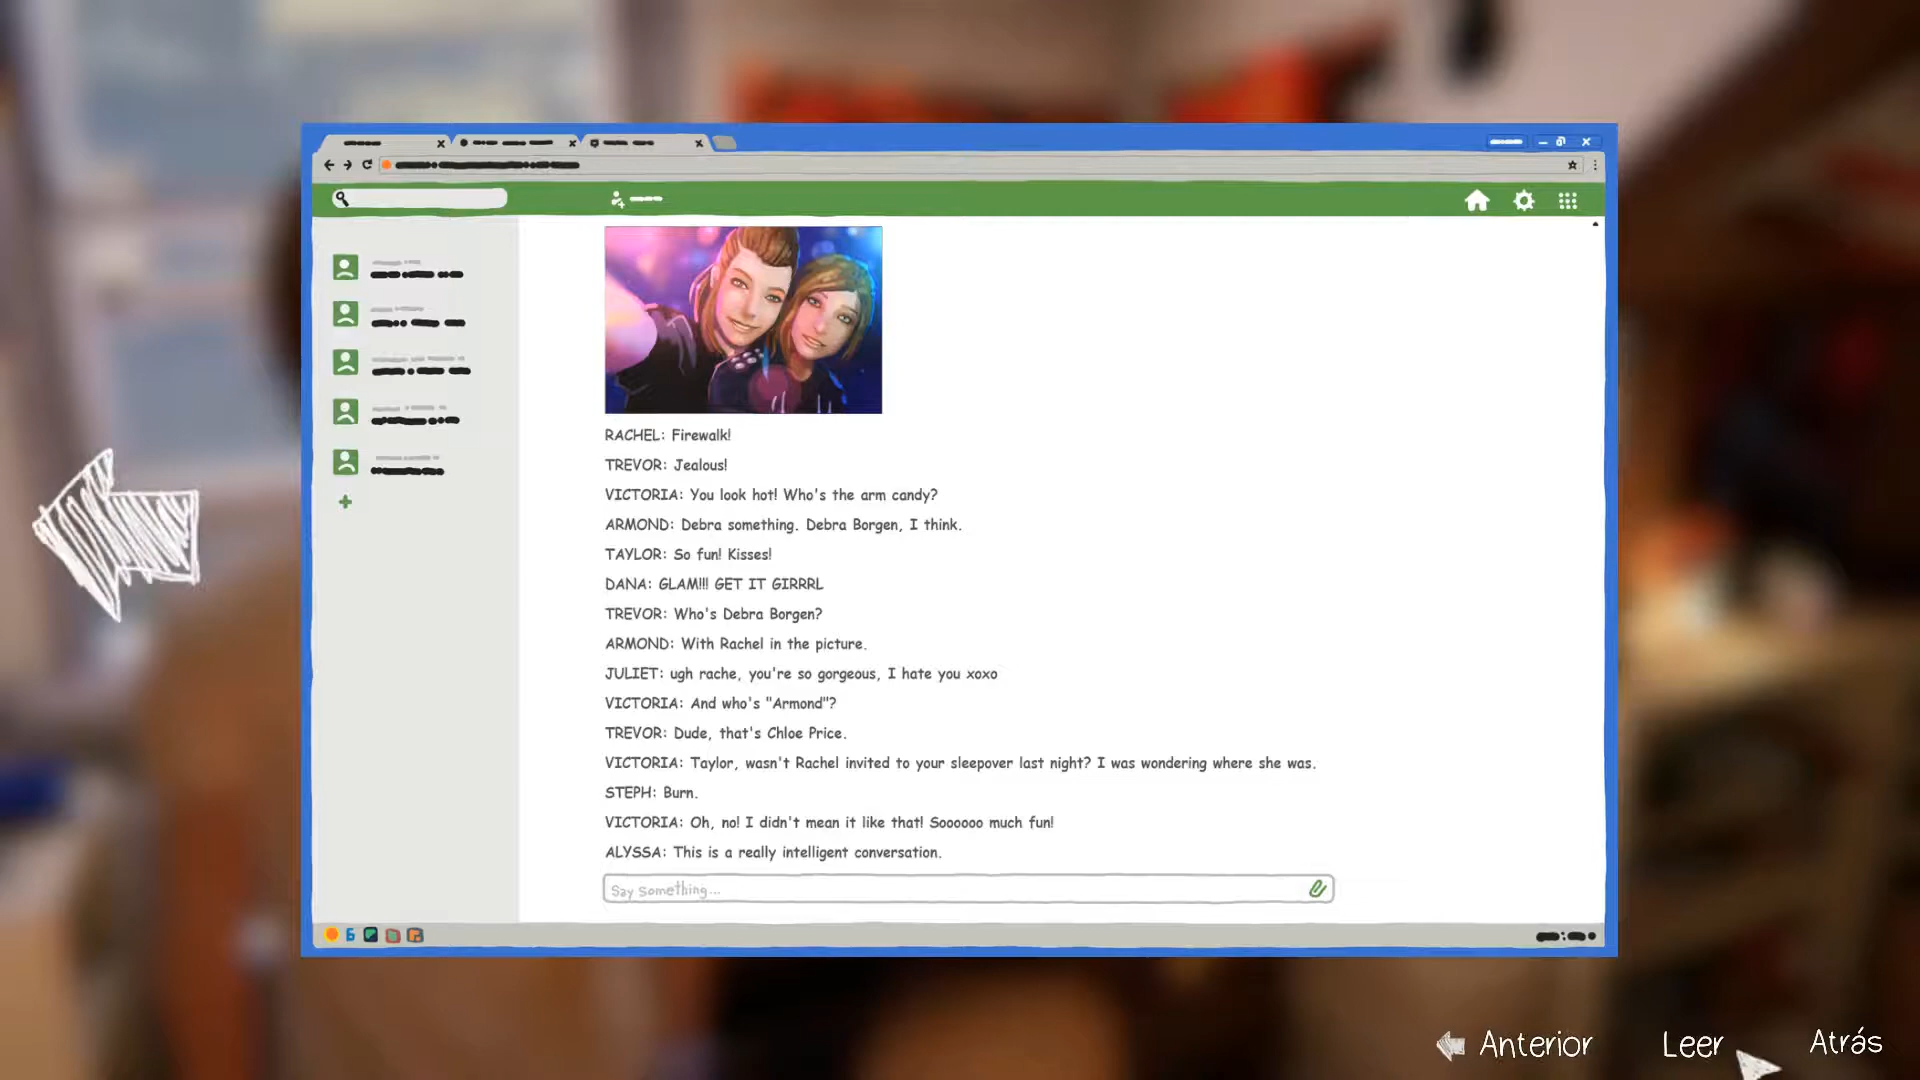 RACHEL: Firewalk!
TREVOR: Jealous!
VICTORIA: You look hot! Who's the arm candy?
ARMOND: Debra something. Debra Borgen, I think.
TAYLOR: So fun! Kisses!
DANA: GLAM!!! GET IT GIRRRL
TREVOR: Who's Debra Borgen?
ARMOND: With Rachel in the picture.
JULIET: ugh rache, you're so gorgeous, I hate you xoxo
VICTORIA: And who's "Armond"?
TREVOR: Dude, that's Chloe Price.
VICTORIA: Taylor, wasn't Rachel invited to your sleepover last night? I was wondering where she was.
STEPH: Burn.
VICTORIA: Oh, no! I didn't mean it like that! Soooooo much fun!
ALYSSA: This is a really intelligent conversation.
Say something...
Anterior Leer Atrás